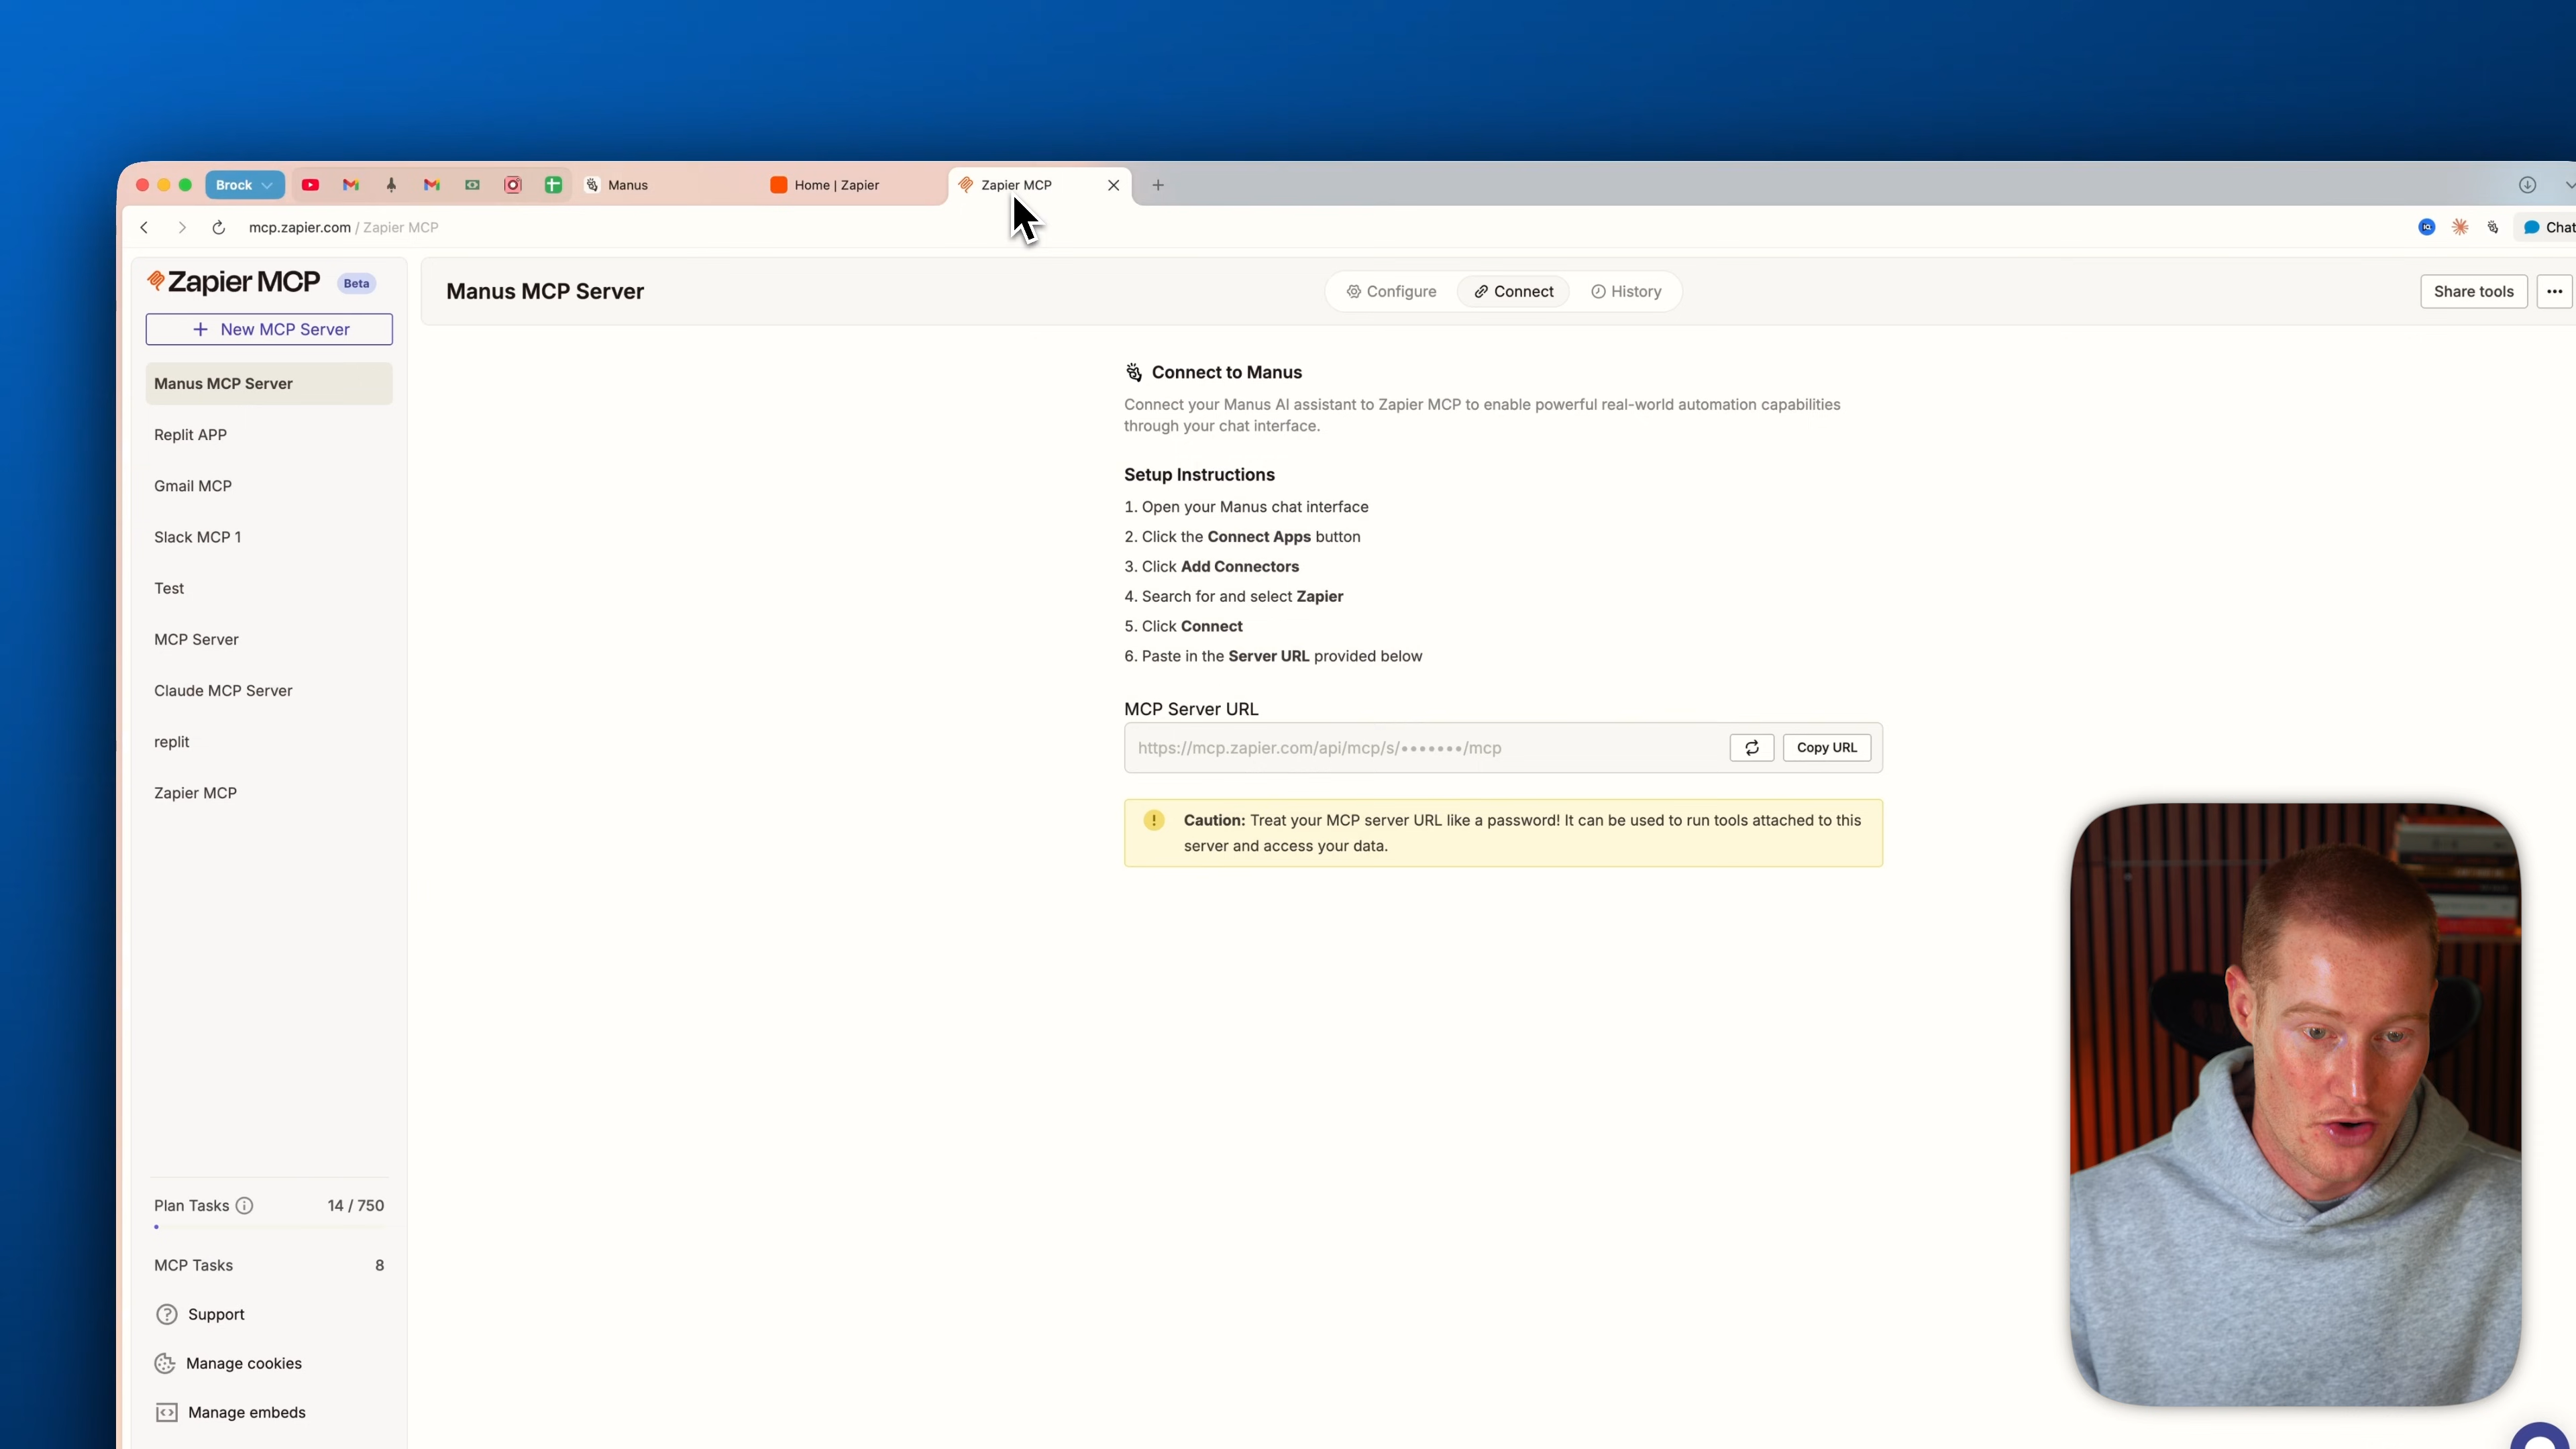 Brock
Manus
Home | Zapier
Zapier MCP
mcp.zapier.com / Zapier MCP
Chat
Zapier MCP
Beta
+ New MCP Server
Manus MCP Server
Replit APP
Gmail MCP
Slack MCP 1
Test
MCP Server
Claude MCP Server
replit
Zapier MCP
Plan Tasks 14 / 750
MCP Tasks 8
Support
Manage cookies
Manage embeds
Manus MCP Server
Configure
Connect
History
Share tools
Connect to Manus
Connect your Manus AI assistant to Zapier MCP to enable powerful real-world automation capabilities
through your chat interface.
Setup Instructions
1. Open your Manus chat interface
2. Click the Connect Apps button
3. Click Add Connectors
4. Search for and select Zapier
5. Click Connect
6. Paste in the Server URL provided below
MCP Server URL
https://mcp.zapier.com/api/mcp/s/•••••••/mcp
Copy URL
Caution: Treat your MCP server URL like a password! It can be used to run tools attached to this
server and access your data.